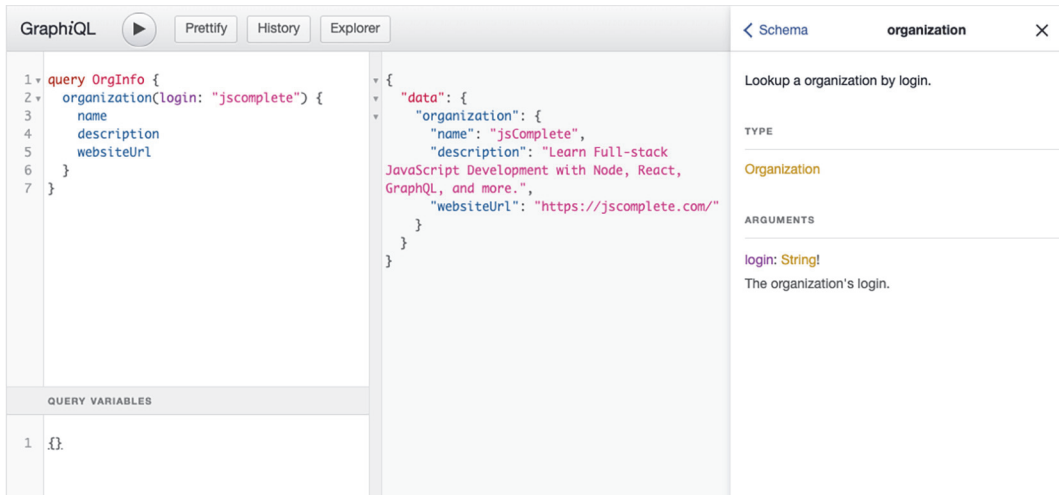 GraphiQL Prettify History Explorer
1 query OrgInfo {
2 organization(login: "jscomplete") {
3 name
4 description
5 websiteUrl
6 }
7 }
QUERY VARIABLES
1 {}
{
"data": {
"organization": {
"name": "jsComplete",
"description": "Learn Full-stack
JavaScript Development with Node, React,
GraphQL, and more.",
"websiteUrl": "https://jscomplete.com/"
}
}
}
Schema organization
Lookup a organization by login.
TYPE
Organization
ARGUMENTS
login: String!
The organization's login.